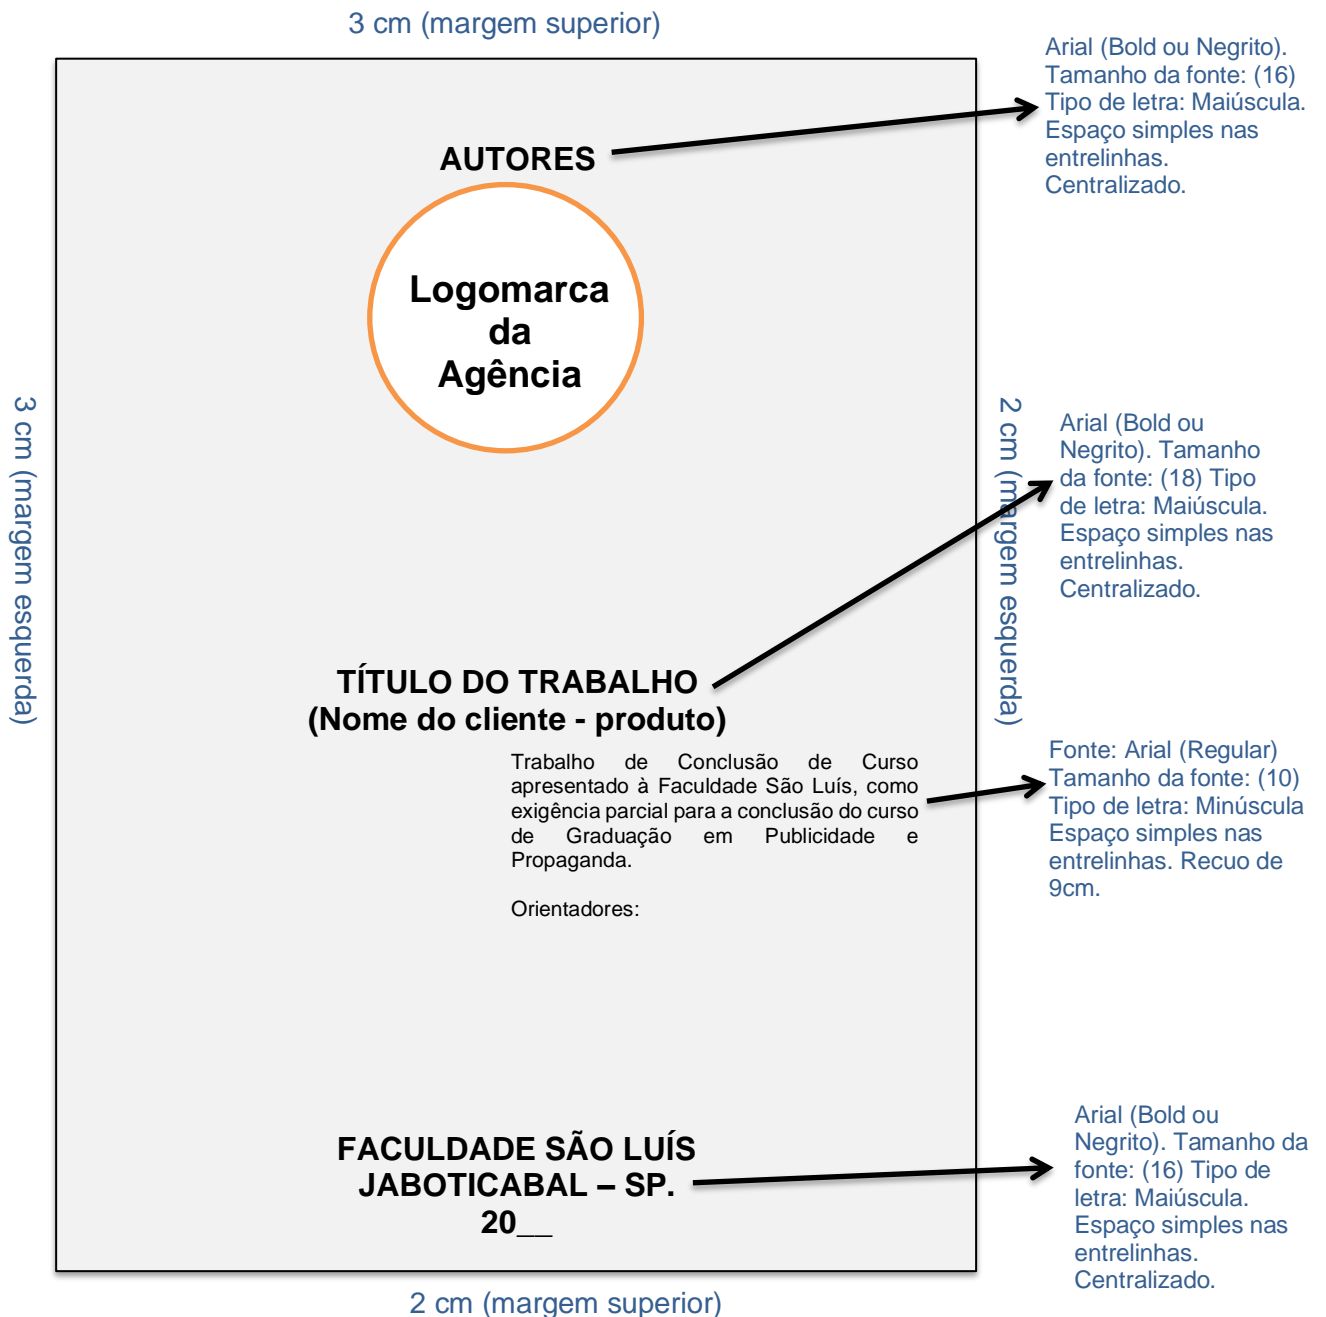 3 cm (margem superior)
AUTORES
Arial (Bold ou Negrito).
Tamanho da fonte: (16)
Tipo de letra: Maiúscula.
Espaço simples nas
entrelinhas.
Centralizado.
Logomarca
da
Agência
3 cm (margem esquerda)
2 cm (margem esquerda)
Arial (Bold ou
Negrito). Tamanho
da fonte: (18) Tipo
de letra: Maiúscula.
Espaço simples nas
entrelinhas.
Centralizado.
TÍTULO DO TRABALHO
(Nome do cliente - produto)
Trabalho de Conclusão de Curso
apresentado à Faculdade São Luís, como
exigência parcial para a conclusão do curso
de Graduação em Publicidade e
Propaganda.
Orientadores:
Fonte: Arial (Regular)
Tamanho da fonte: (10)
Tipo de letra: Minúscula
Espaço simples nas
entrelinhas. Recuo de
9cm.
FACULDADE SÃO LUÍS
JABOTICABAL – SP.
20__
Arial (Bold ou
Negrito). Tamanho da
fonte: (16) Tipo de
letra: Maiúscula.
Espaço simples nas
entrelinhas.
Centralizado.
2 cm (margem superior)